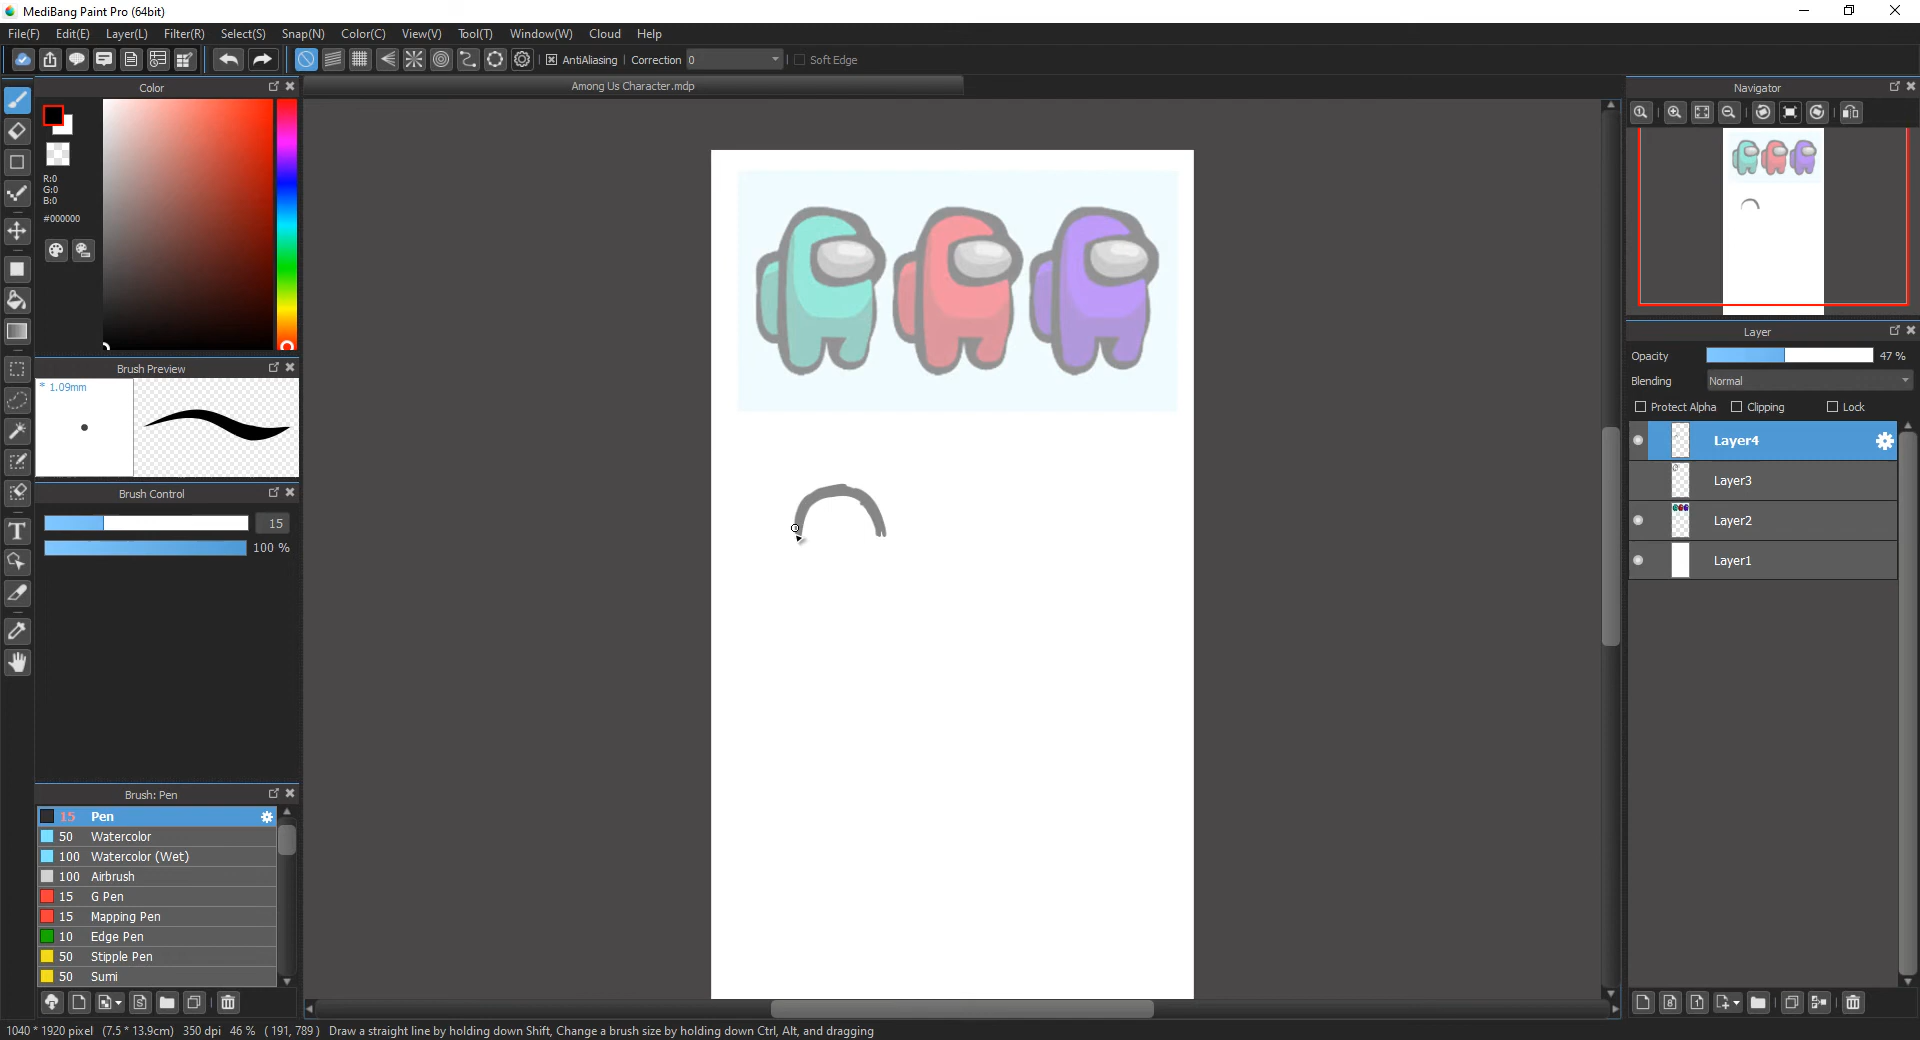 MediBang Paint Pro (64bit)
File(F) Edit(E) Layer(L) Filter(R) Select(S) Snap(N) Color(C) View(V) Tool(T) Window(W) Cloud Help
AntiAliasing Correction 0 Soft Edge
Color
Among Us Character.mdp
Navigator
R:0
G:0
B:0
#000000
Layer
Opacity 47 %
Blending Normal
Protect Alpha Clipping Lock
Layer4
Layer3
Layer2
Layer1
Brush Preview
* 1.09mm
Brush Control
15
100 %
Brush: Pen
15 Pen
50 Watercolor
100 Watercolor (Wet)
100 Airbrush
15 G Pen
15 Mapping Pen
10 Edge Pen
50 Stipple Pen
50 Sumi
1040 * 1920 pixel (7.5 * 13.9cm) 350 dpi 46 % ( 191, 789 ) Draw a straight line by holding down Shift, Change a brush size by holding down Ctrl, Alt, and dragging